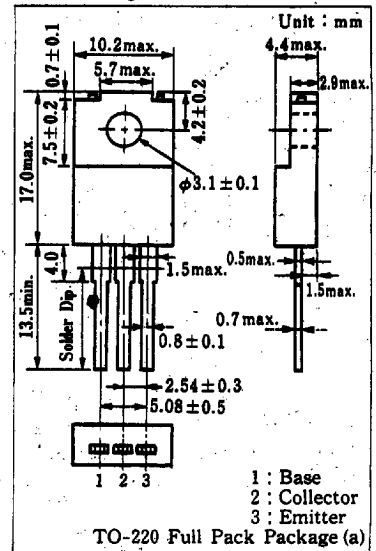 Unit : mm
10.2max.
5.7max.
4.4max.
2.9max.
0.7±0.1
7.5±0.2
17.0max.
4.2±0.2
φ3.1±0.1
13.5min.
4.0
Solder Dip
1.5max.
0.8±0.1
2.54±0.3
5.08±0.5
0.5max.
1.5max.
0.7max.
1 2 3
1 : Base
2 : Collector
3 : Emitter
TO-220 Full Pack Package (a)